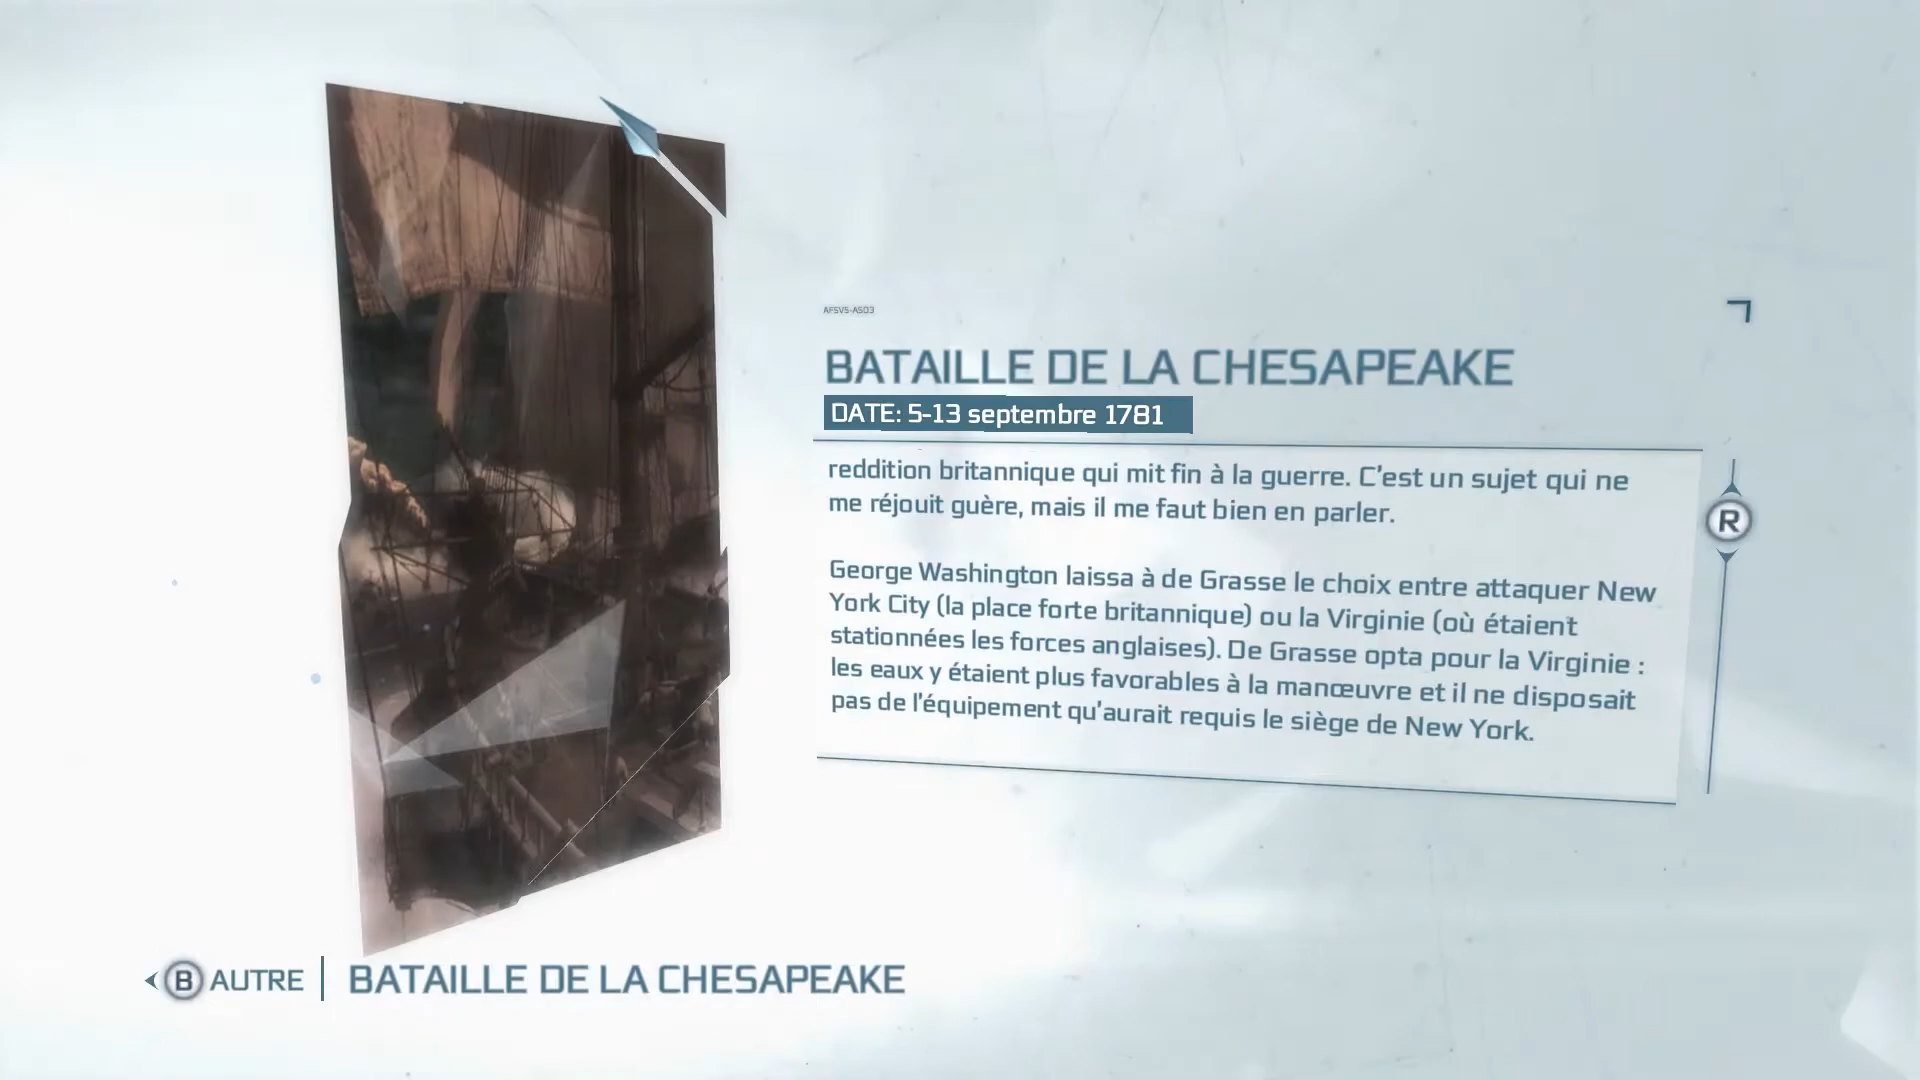 AFSV5-AS03
BATAILLE DE LA CHESAPEAKE
DATE: 5-13 septembre 1781
reddition britannique qui mit fin à la guerre. C'est un sujet qui ne
me réjouit guère, mais il me faut bien en parler.
George Washington laissa à de Grasse le choix entre attaquer New
York City (la place forte britannique) ou la Virginie (où étaient
stationnées les forces anglaises). De Grasse opta pour la Virginie :
les eaux y étaient plus favorables à la manœuvre et il ne disposait
pas de l'équipement qu'aurait requis le siège de New York.
R
B AUTRE BATAILLE DE LA CHESAPEAKE